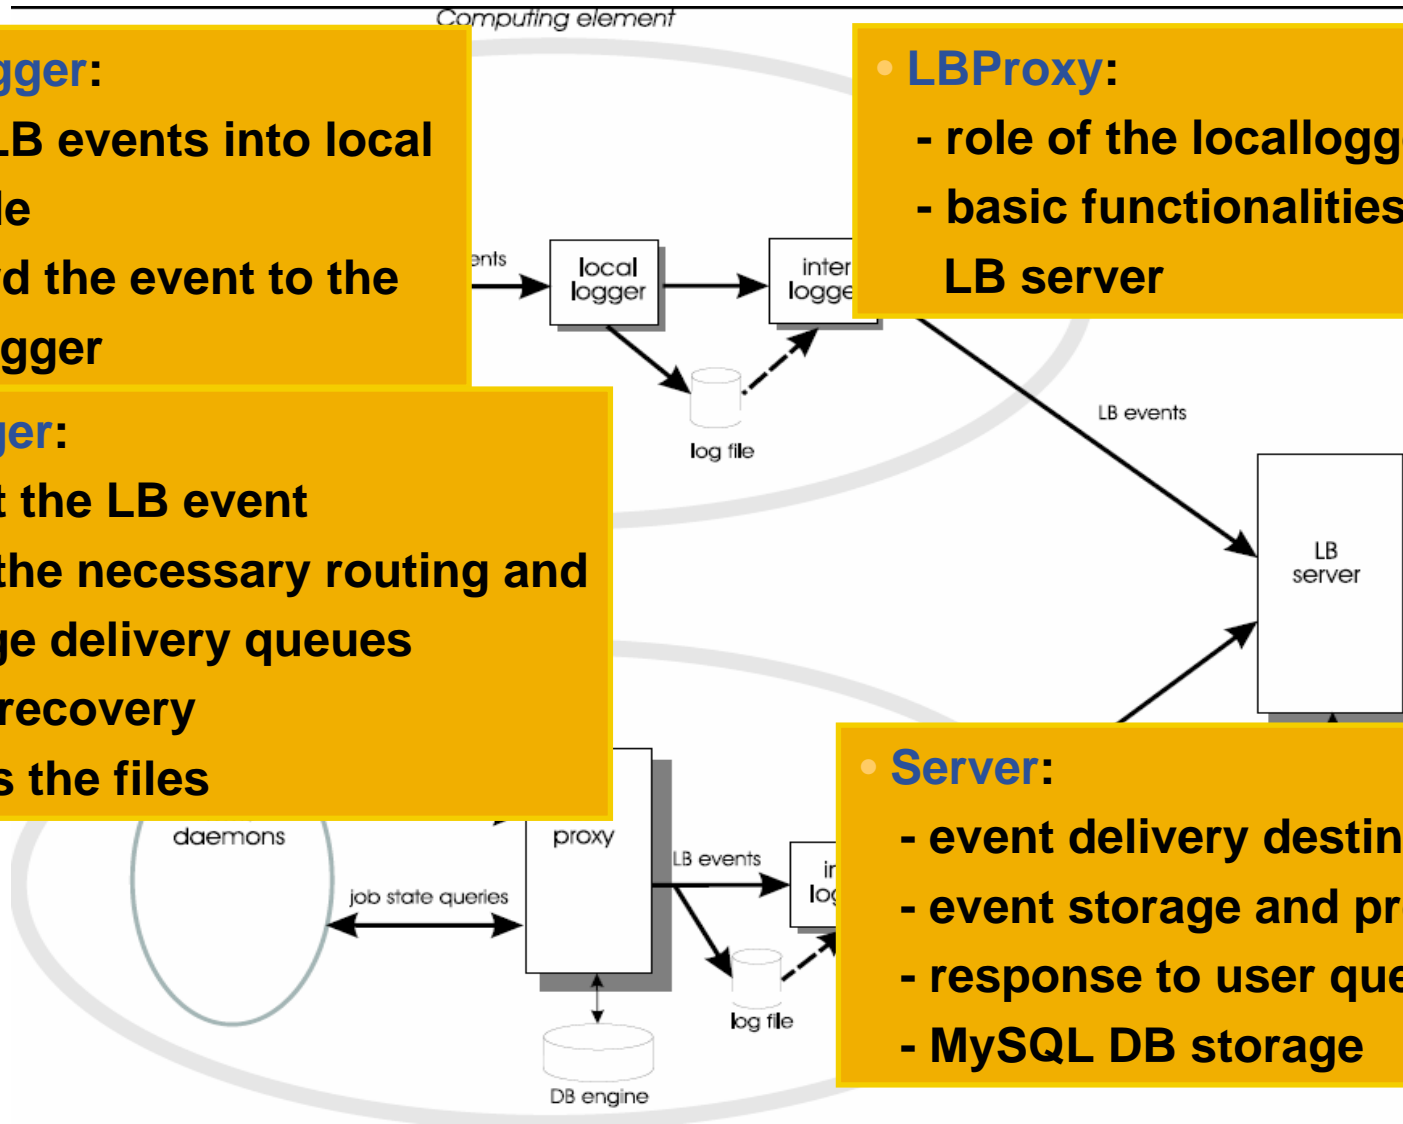 Computing element
gger:
LB events into local
le
d the event to the
gger
ger:
t the LB event
the necessary routing and
ge delivery queues
recovery
s the files
• LBProxy:
- role of the locallogg
- basic functionalities
LB server
ents
local
logger
inter
logge
log file
LB events
LB
server
daemons
proxy
job state queries
LB events
log file
DB engine
• Server:
- event delivery destin
- event storage and pr
- response to user que
- MySQL DB storage